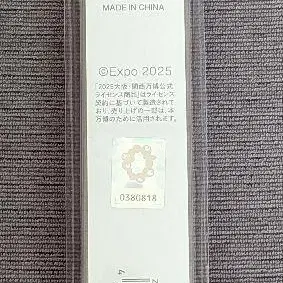 MADE IN CHINA
©Expo 2025
「2025大阪・関西万博公式
ライセンス商品」はライセンス
契約に基づいて製造されて
おり、売り上げの一部は、本
万博のために活用されます。
0380818
4